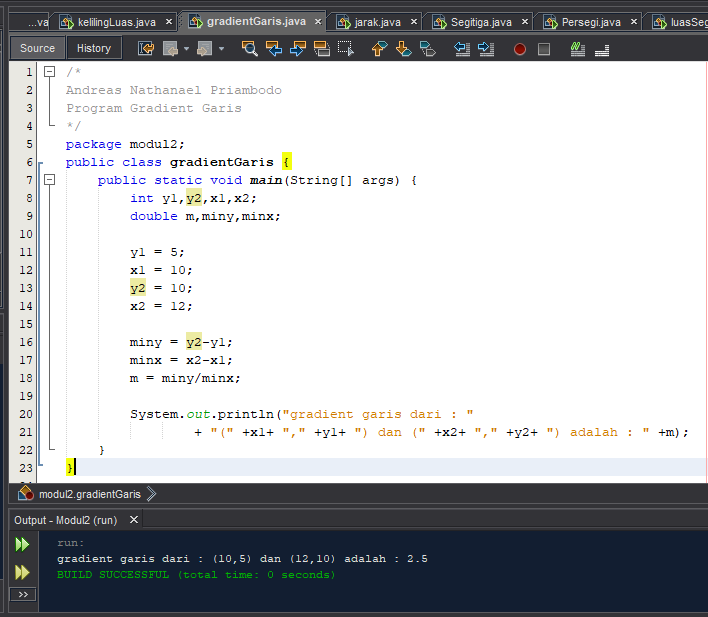 ...va kelilingLuas.java × gradientGaris.java × jarak.java × Segitiga.java × Persegi.java × luasSeg
Source History
1 /*
2 Andreas Nathanael Priambodo
3 Program Gradient Garis
4 */
5 package modul2;
6 public class gradientGaris {
7 public static void main(String[] args) {
8 int y1,y2,x1,x2;
9 double m,miny,minx;
10
11 y1 = 5;
12 x1 = 10;
13 y2 = 10;
14 x2 = 12;
15
16 miny = y2-y1;
17 minx = x2-x1;
18 m = miny/minx;
19
20 System.out.println("gradient garis dari : "
21 + "(" +x1+ "," +y1+ ") dan (" +x2+ "," +y2+ ") adalah : " +m);
22 }
23 }
modul2.gradientGaris
Output - Modul2 (run) ×
run:
gradient garis dari : (10,5) dan (12,10) adalah : 2.5
BUILD SUCCESSFUL (total time: 0 seconds)
>>